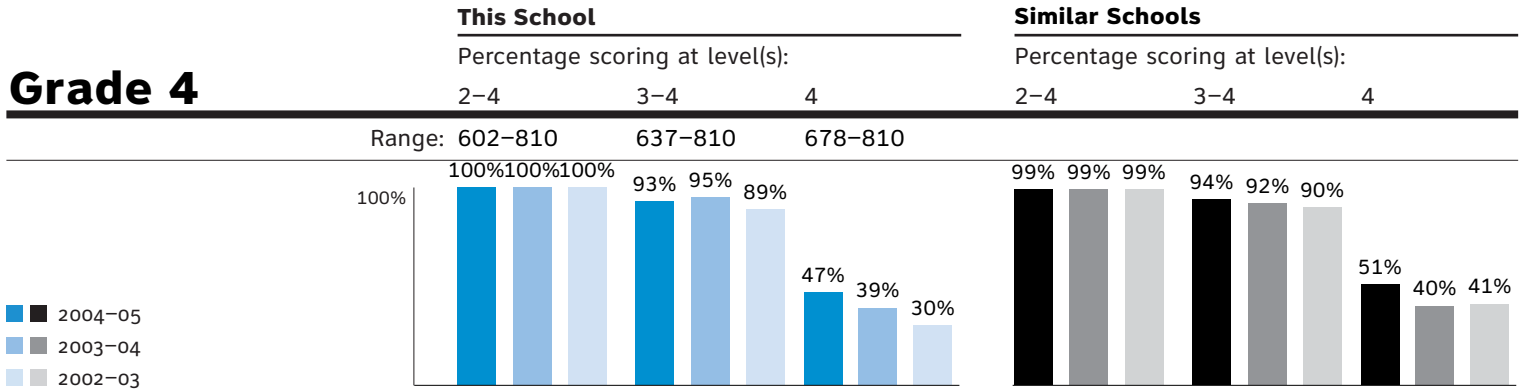 This School Similar Schools
Percentage scoring at level(s): Percentage scoring at level(s):
Grade 4 2–4 3–4 4 2–4 3–4 4
Range: 602–810 637–810 678–810
100% 100% 100% 93% 95% 89% 47% 39% 30% 99% 99% 99% 94% 92% 90% 51% 40% 41%
100%
2004–05
2003–04
2002–03